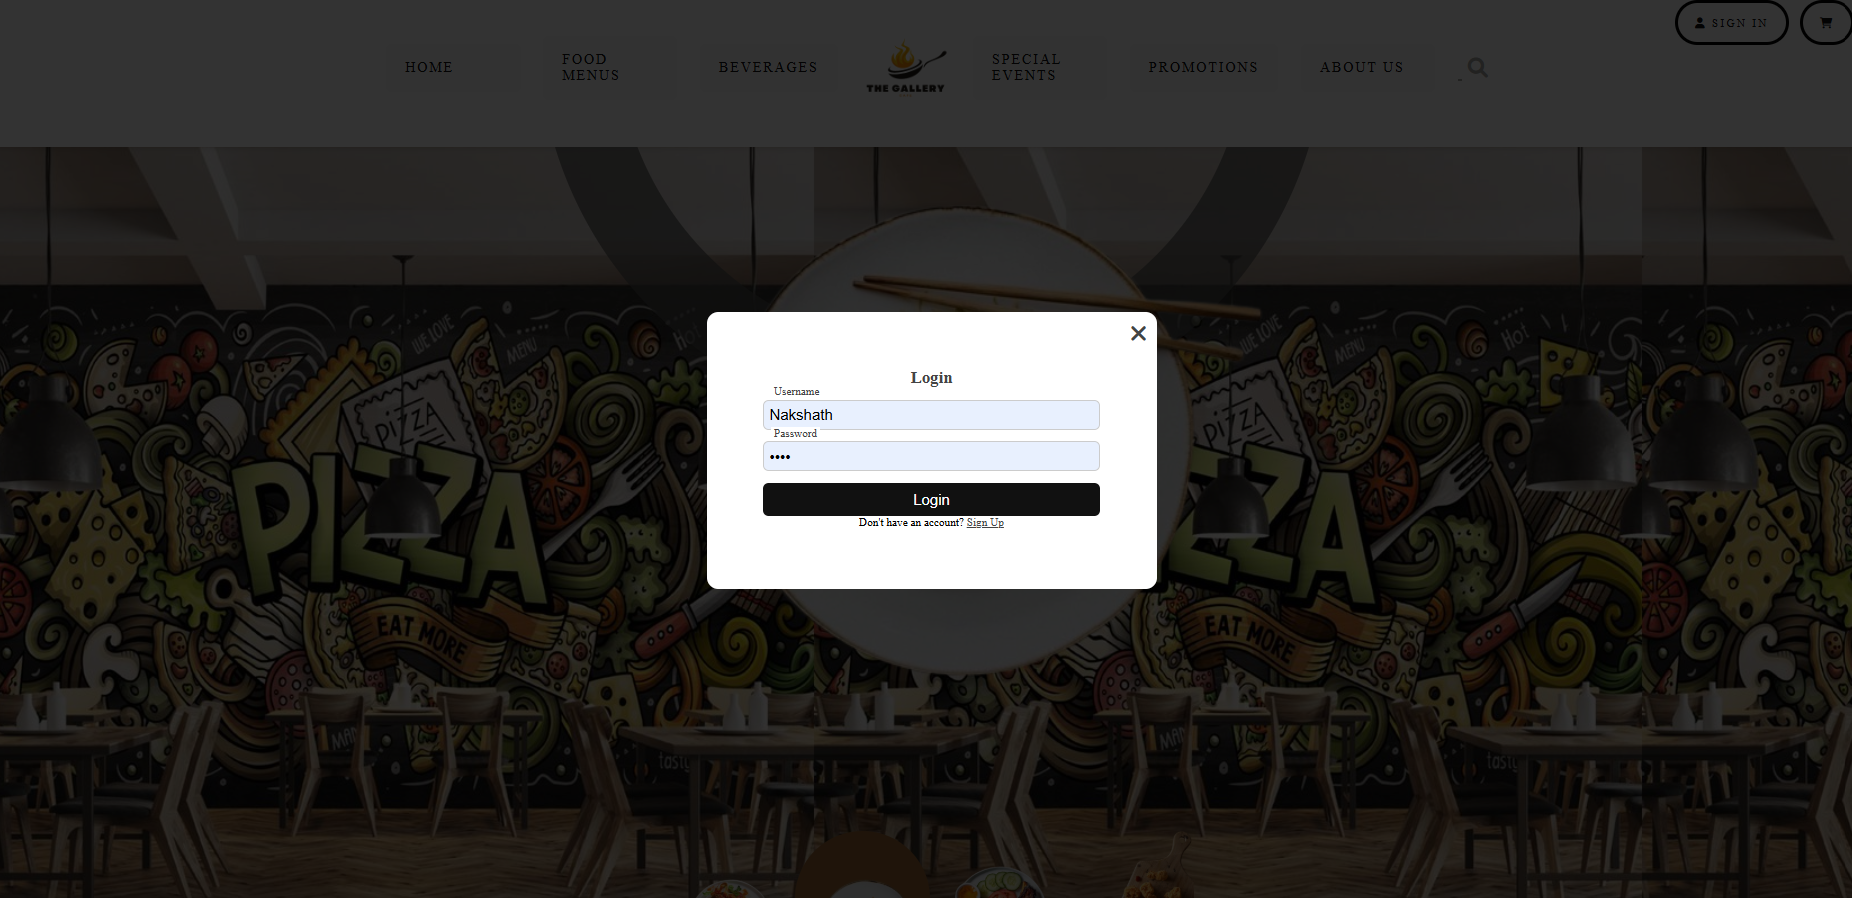 SIGN IN
HOME
FOOD
MENUS
BEVERAGES
THE GALLERY
SPECIAL
EVENTS
PROMOTIONS
ABOUT US
WE LOVE
MENU
Hot
WE LOVE
MENU
Hot
PIZZA
PIZZA
Login
Username
Nakshath
Password
••••
Login
Don't have an account? Sign Up
PIZZA
PIZZA
EAT MORE
EAT MORE
tasty
tasty